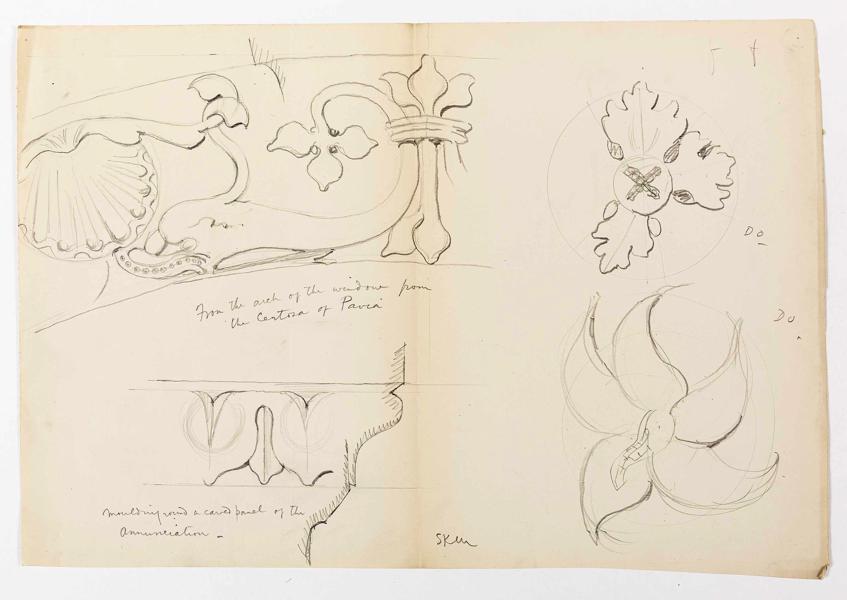 From the arch of the window from
the Certosa of Pavia
Do
Do
moulding round a carved panel of the
Annunciation -
SKM